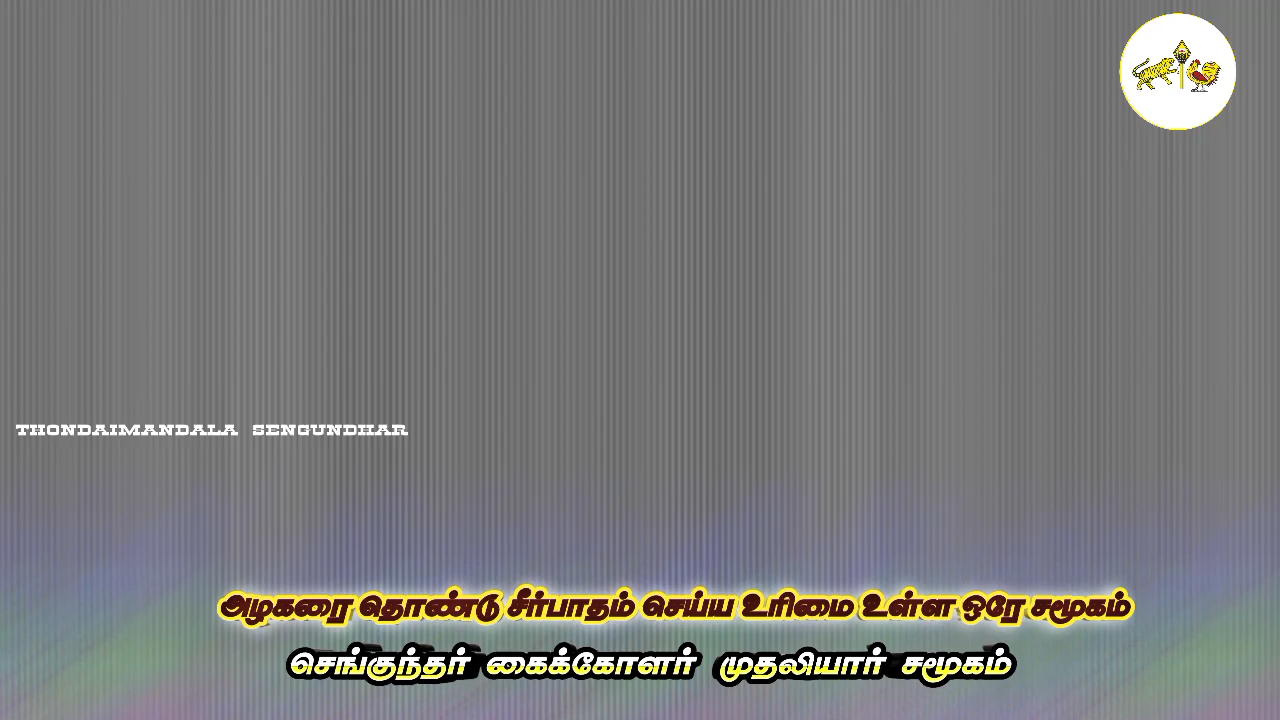 THONDAIMANDALA SENGUNDHAR
அழகரை தொண்டு சீர்பாதம் செய்ய உரிமை உள்ள ஒரே சமூகம்
செங்குந்தர் கைக்கோளர் முதலியார் சமூகம்